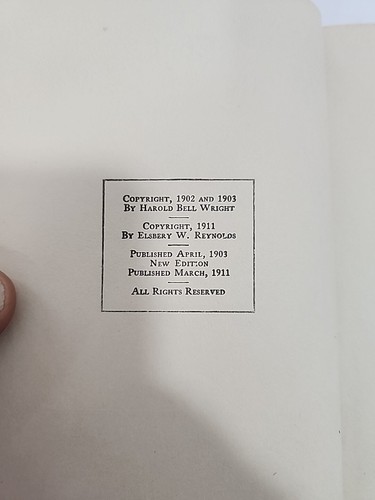 Copyright, 1902 and 1903
By Harold Bell Wright
Copyright, 1911
By Elsbery W. Reynolds
Published April, 1903
New Edition
Published March, 1911
All Rights Reserved